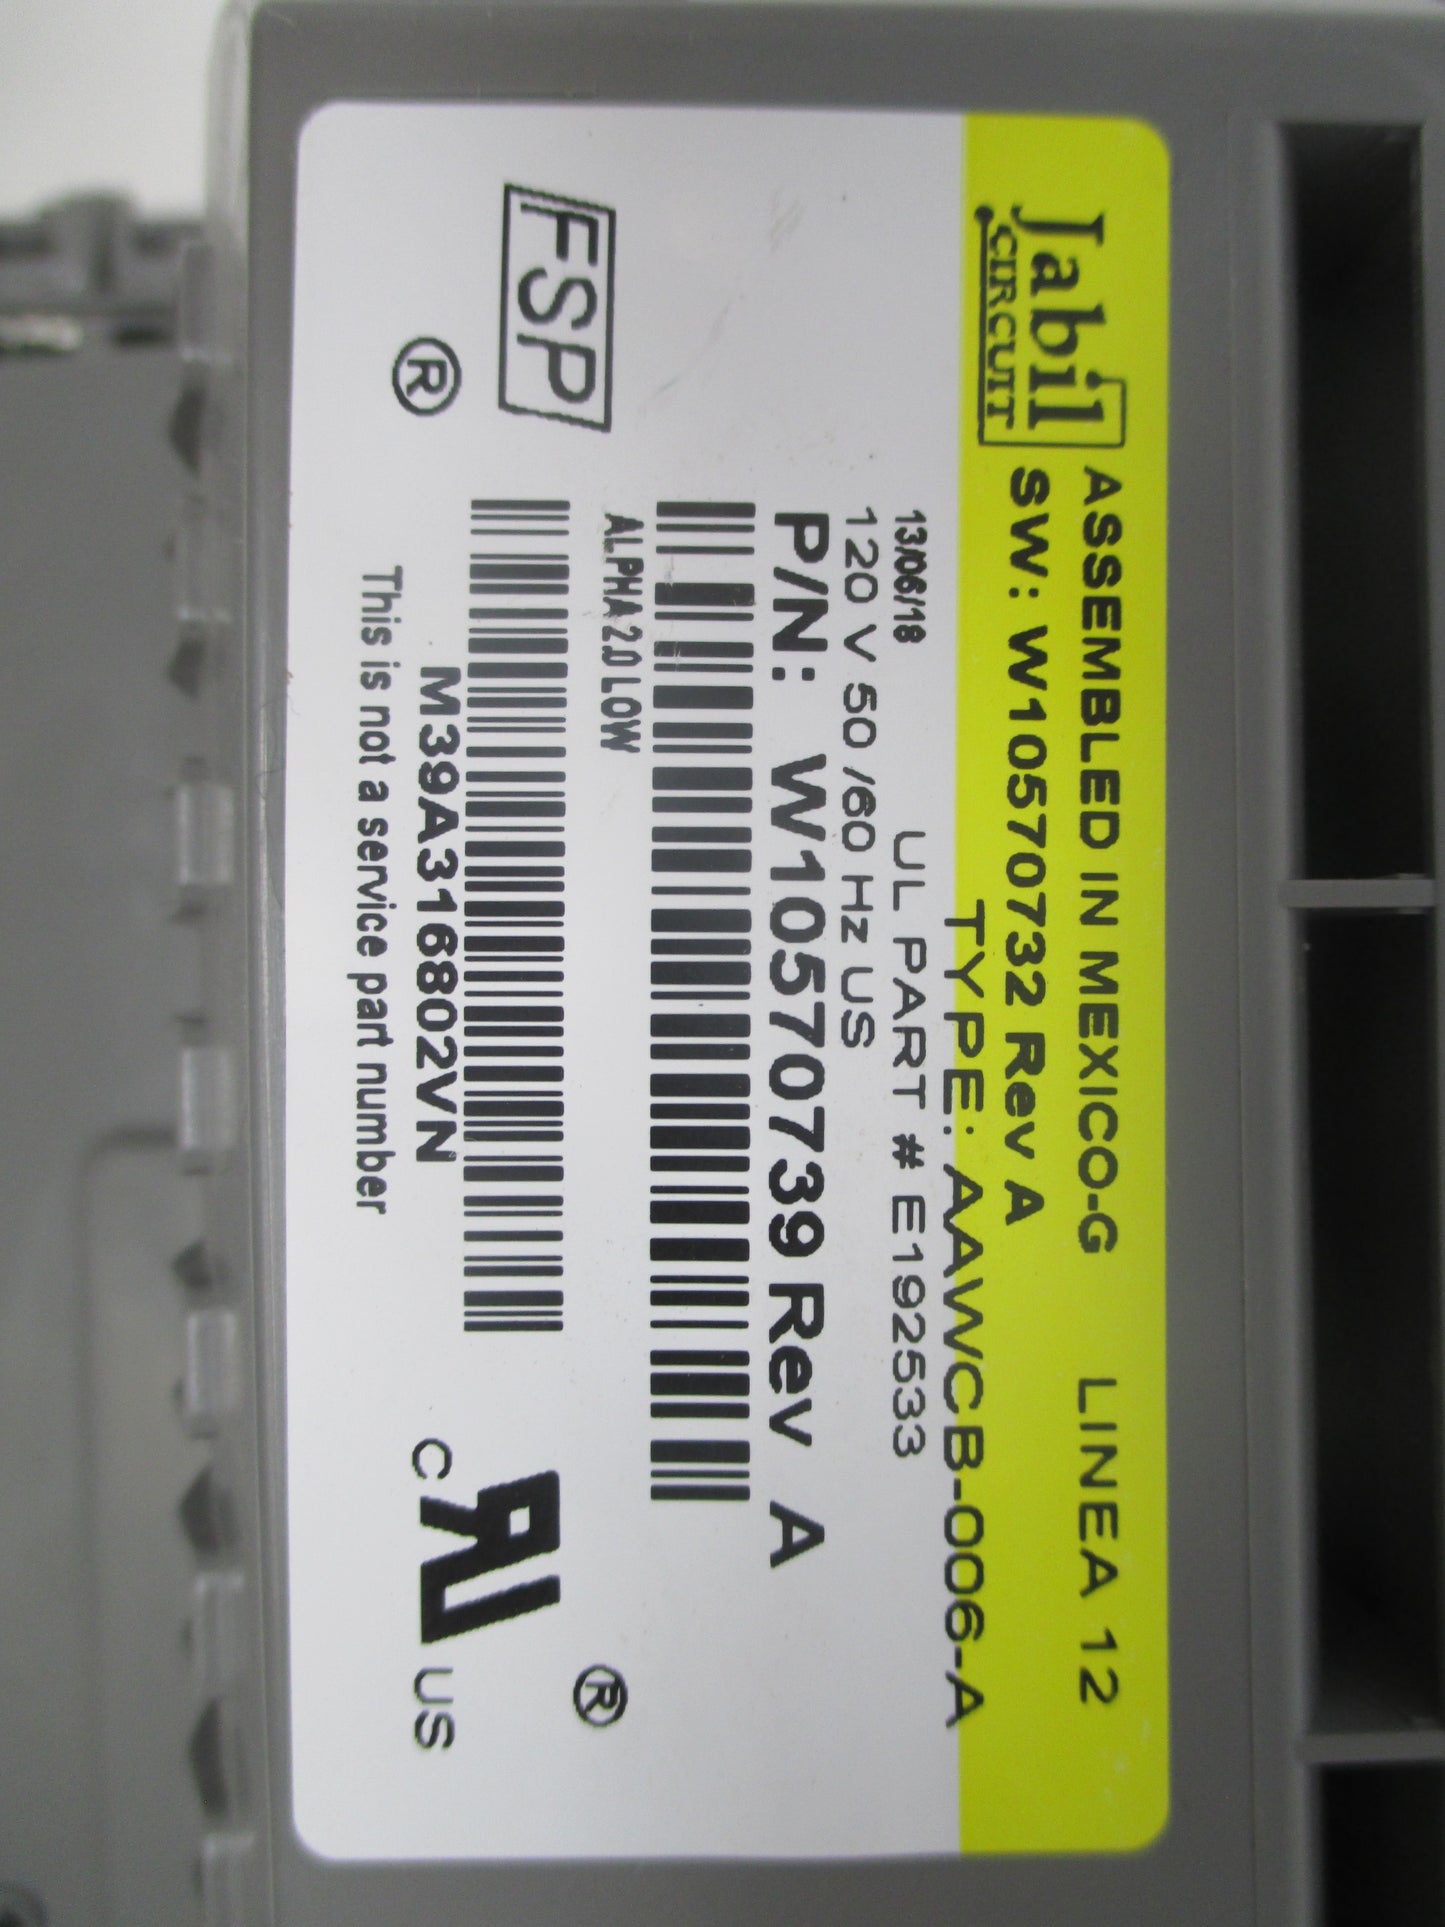 Jabil
CIRCUIT
ASSEMBLED IN MEXICO-G LINEA 12
SW: W10570732 Rev A
TYPE: AAWCB-006-A
13/06/18 UL PART # E192533
120 V 50 /60 Hz US
P/N: W10570739 Rev A
FSP
®
ALPHA 2.0 LOW
M39A316802VN
This is not a service part number
C RU US
®